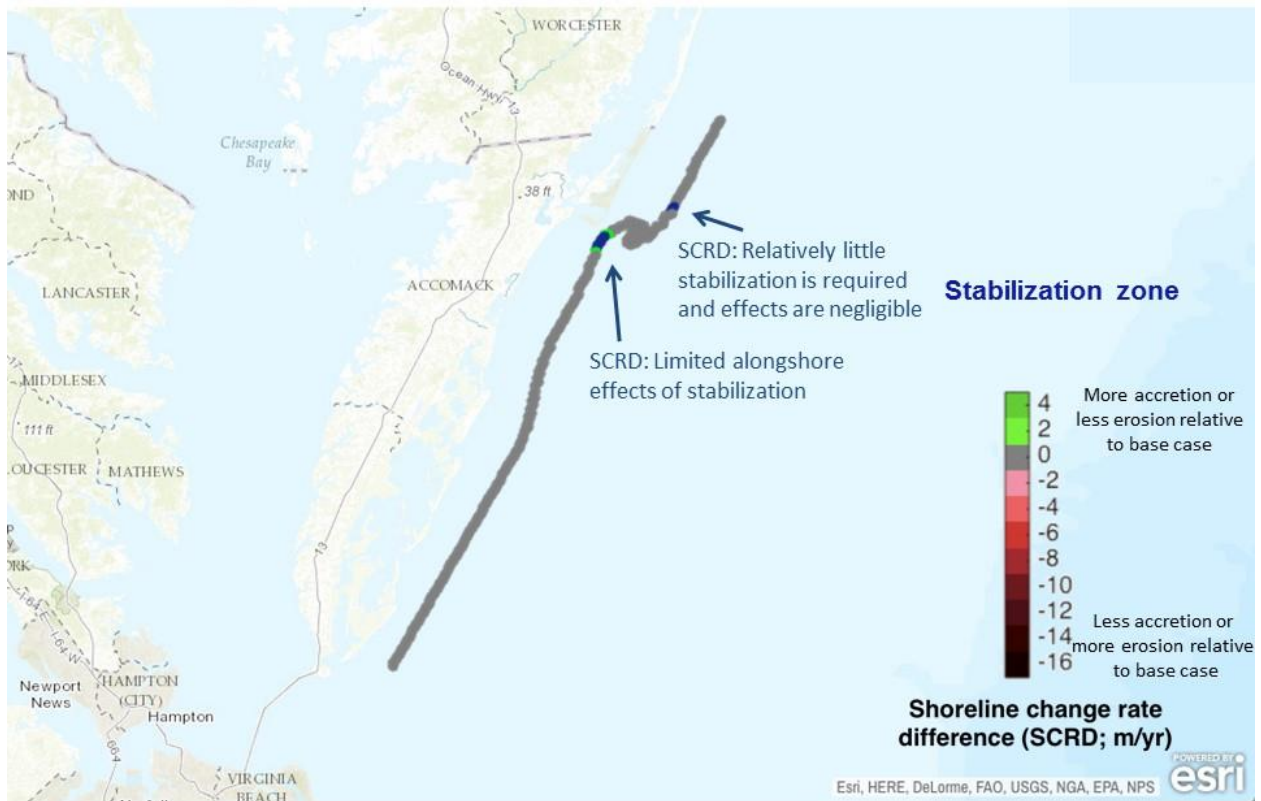 WORCESTER
Ocean Hwy
13
Chesapeake
Bay
OND
38 ft
SCRD: Relatively little
stabilization is required
and effects are negligible
Stabilization zone
ACCOMACK
LANCASTER
SCRD: Limited alongshore
effects of stabilization
17
MIDDLESEX
111 ft
OUCESTER
MATHEWS
4
2
0
-2
-4
-6
-8
-10
-12
-14
-16
More accretion or
less erosion relative
to base case
Less accretion or
more erosion relative
to base case
13
ORK
I-64 E
I-64 W
Newport
News
HAMPTON
(CITY)
Hampton
664
VIRGINIA
BEACH
Shoreline change rate
difference (SCRD; m/yr)
POWERED BY
esri
Esri, HERE, DeLorme, FAO, USGS, NGA, EPA, NPS